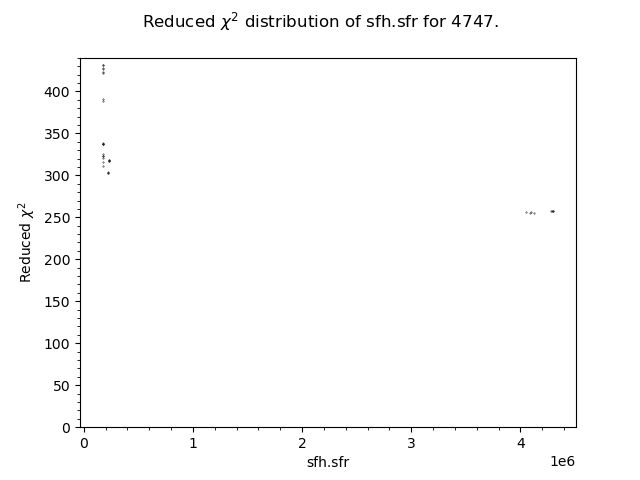 Reduced χ² distribution of sfh.sfr for 4747.
400
350
300
250
200
150
100
50
0
Reduced χ²
0 1 2 3 4
sfh.sfr
1e6